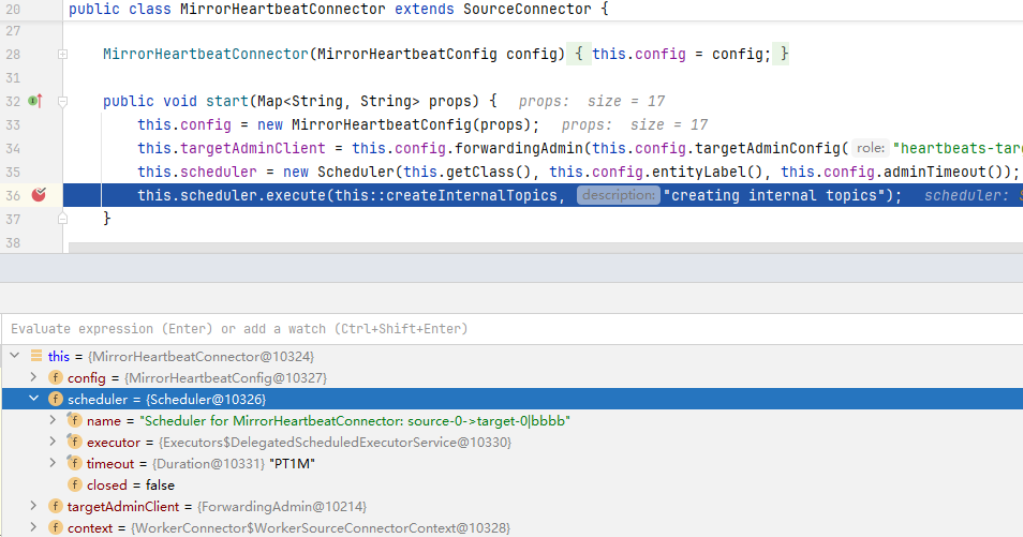 20 public class MirrorHeartbeatConnector extends SourceConnector {
27
28 MirrorHeartbeatConnector(MirrorHeartbeatConfig config) { this.config = config; }
31
32 public void start(Map<String, String> props) { props: size = 17
33 this.config = new MirrorHeartbeatConfig(props); props: size = 17
34 this.targetAdminClient = this.config.forwardingAdmin(this.config.targetAdminConfig( role: "heartbeats-tar
35 this.scheduler = new Scheduler(this.getClass(), this.config.entityLabel(), this.config.adminTimeout());
36 this.scheduler.execute(this::createInternalTopics, description: "creating internal topics"); scheduler:
37 }
38
Evaluate expression (Enter) or add a watch (Ctrl+Shift+Enter)
this = {MirrorHeartbeatConnector@10324}
config = {MirrorHeartbeatConfig@10327}
scheduler = {Scheduler@10326}
name = "Scheduler for MirrorHeartbeatConnector: source-0->target-0|bbbb"
executor = {Executors$DelegatedScheduledExecutorService@10330}
timeout = {Duration@10331} "PT1M"
closed = false
targetAdminClient = {ForwardingAdmin@10214}
context = {WorkerConnector$WorkerSourceConnectorContext@10328}